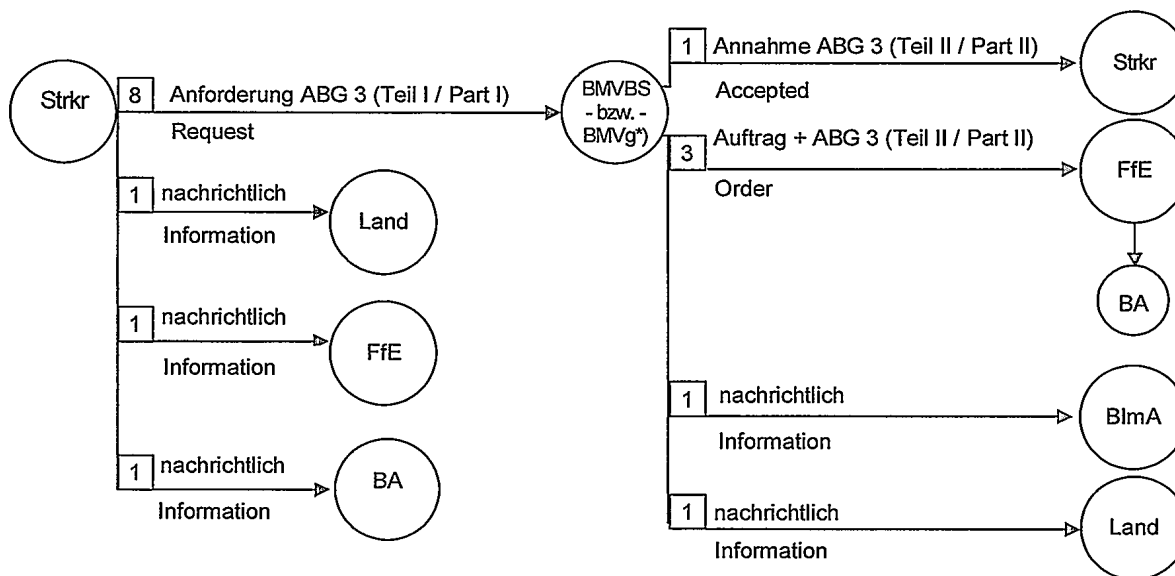 Strkr
8 Anforderung ABG 3 (Teil I / Part I)
Request
1 nachrichtlich
Information
Land
1 nachrichtlich
Information
FfE
1 nachrichtlich
Information
BA
BMVBS
- bzw. -
BMVg*)
1 Annahme ABG 3 (Teil II / Part II)
Accepted
Strkr
3 Auftrag + ABG 3 (Teil II / Part II)
Order
FfE
BA
1 nachrichtlich
Information
BImA
1 nachrichtlich
Information
Land